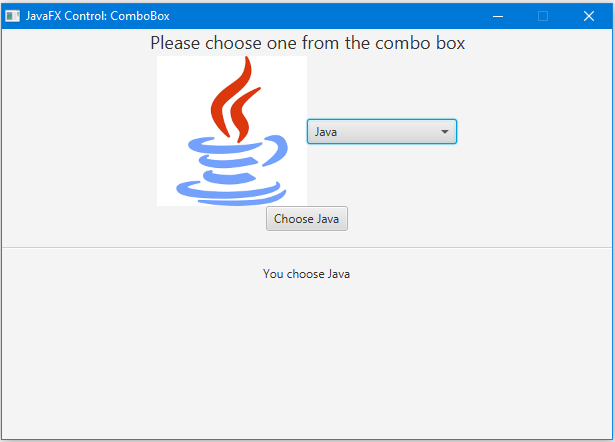 JavaFX Control: ComboBox
Please choose one from the combo box
Java
Choose Java
You choose Java